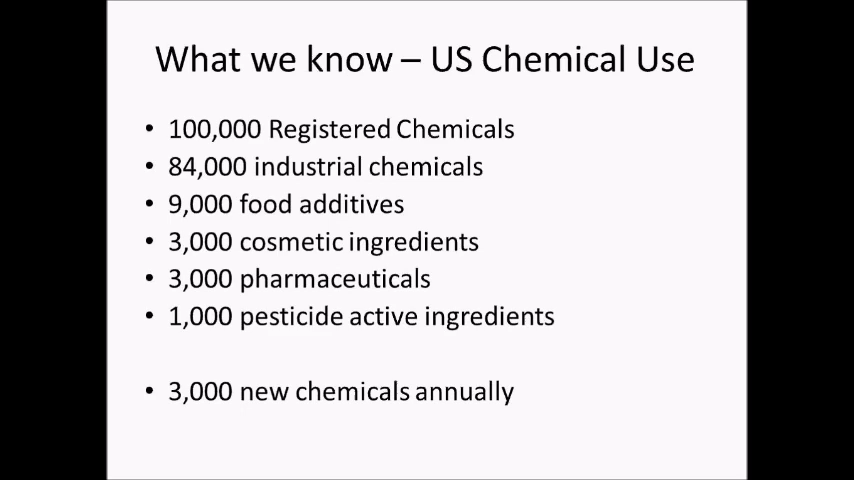 What we know – US Chemical Use
• 100,000 Registered Chemicals
• 84,000 industrial chemicals
• 9,000 food additives
• 3,000 cosmetic ingredients
• 3,000 pharmaceuticals
• 1,000 pesticide active ingredients
• 3,000 new chemicals annually